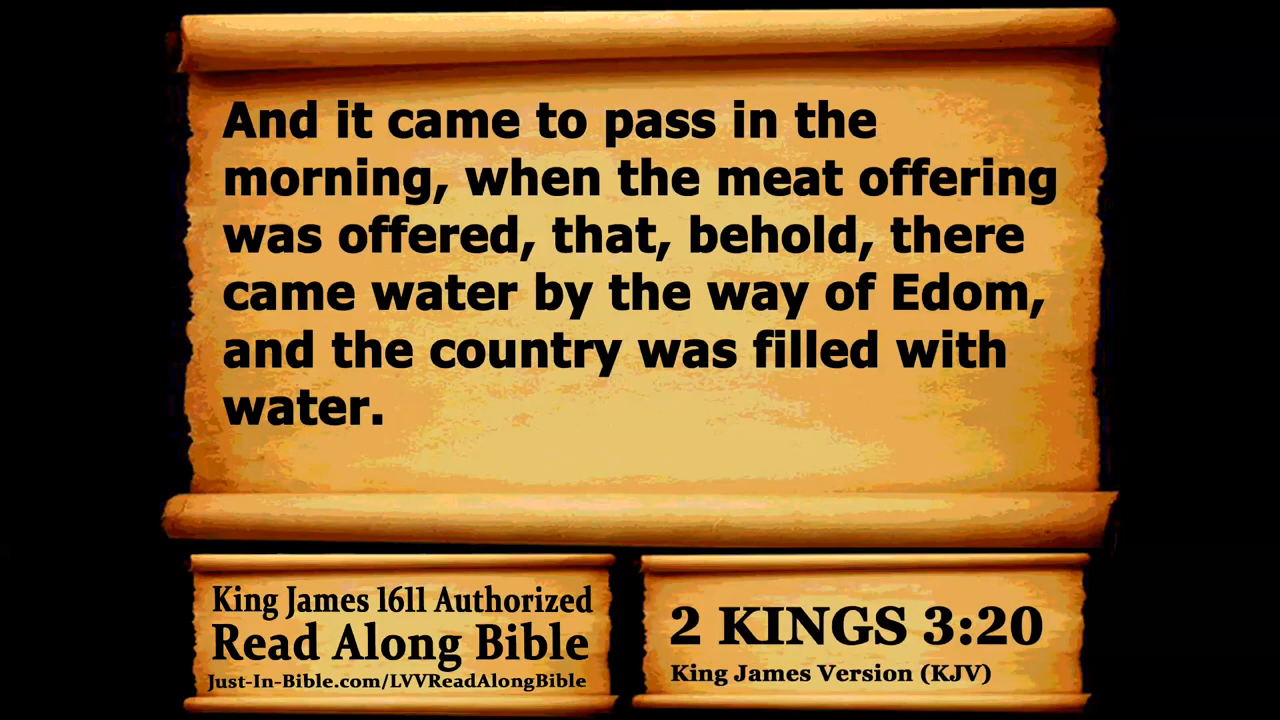 And it came to pass in the
morning, when the meat offering
was offered, that, behold, there
came water by the way of Edom,
and the country was filled with
water.
King James 1611 Authorized
Read Along Bible
Just-In-Bible.com/LVVReadAlongBible
2 KINGS 3:20
King James Version (KJV)